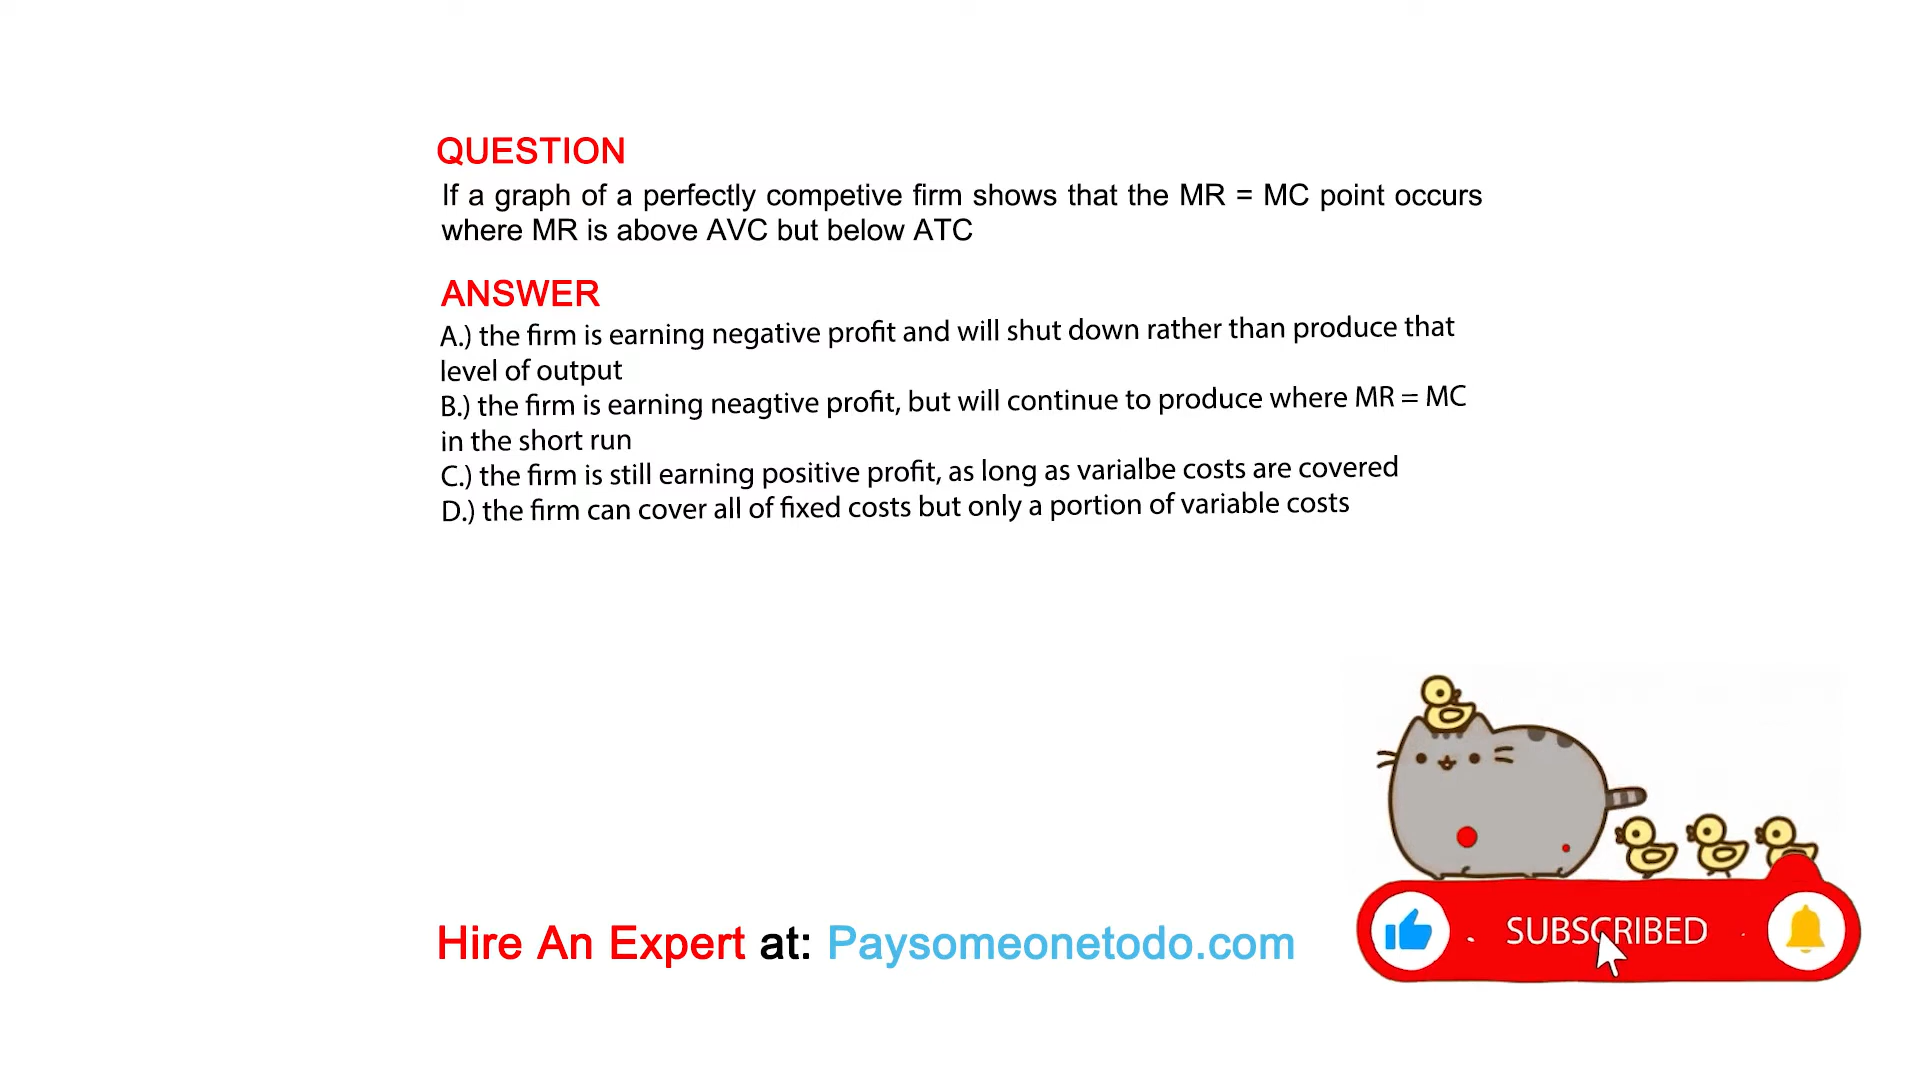 QUESTION
If a graph of a perfectly competive firm shows that the MR = MC point occurs
where MR is above AVC but below ATC
ANSWER
A.) the firm is earning negative profit and will shut down rather than produce that
level of output
B.) the firm is earning neagtive profit, but will continue to produce where MR = MC
in the short run
C.) the firm is still earning positive profit, as long as varialbe costs are covered
D.) the firm can cover all of fixed costs but only a portion of variable costs
Hire An Expert at: Paysomeonetodo.com
SUBSCRIBED